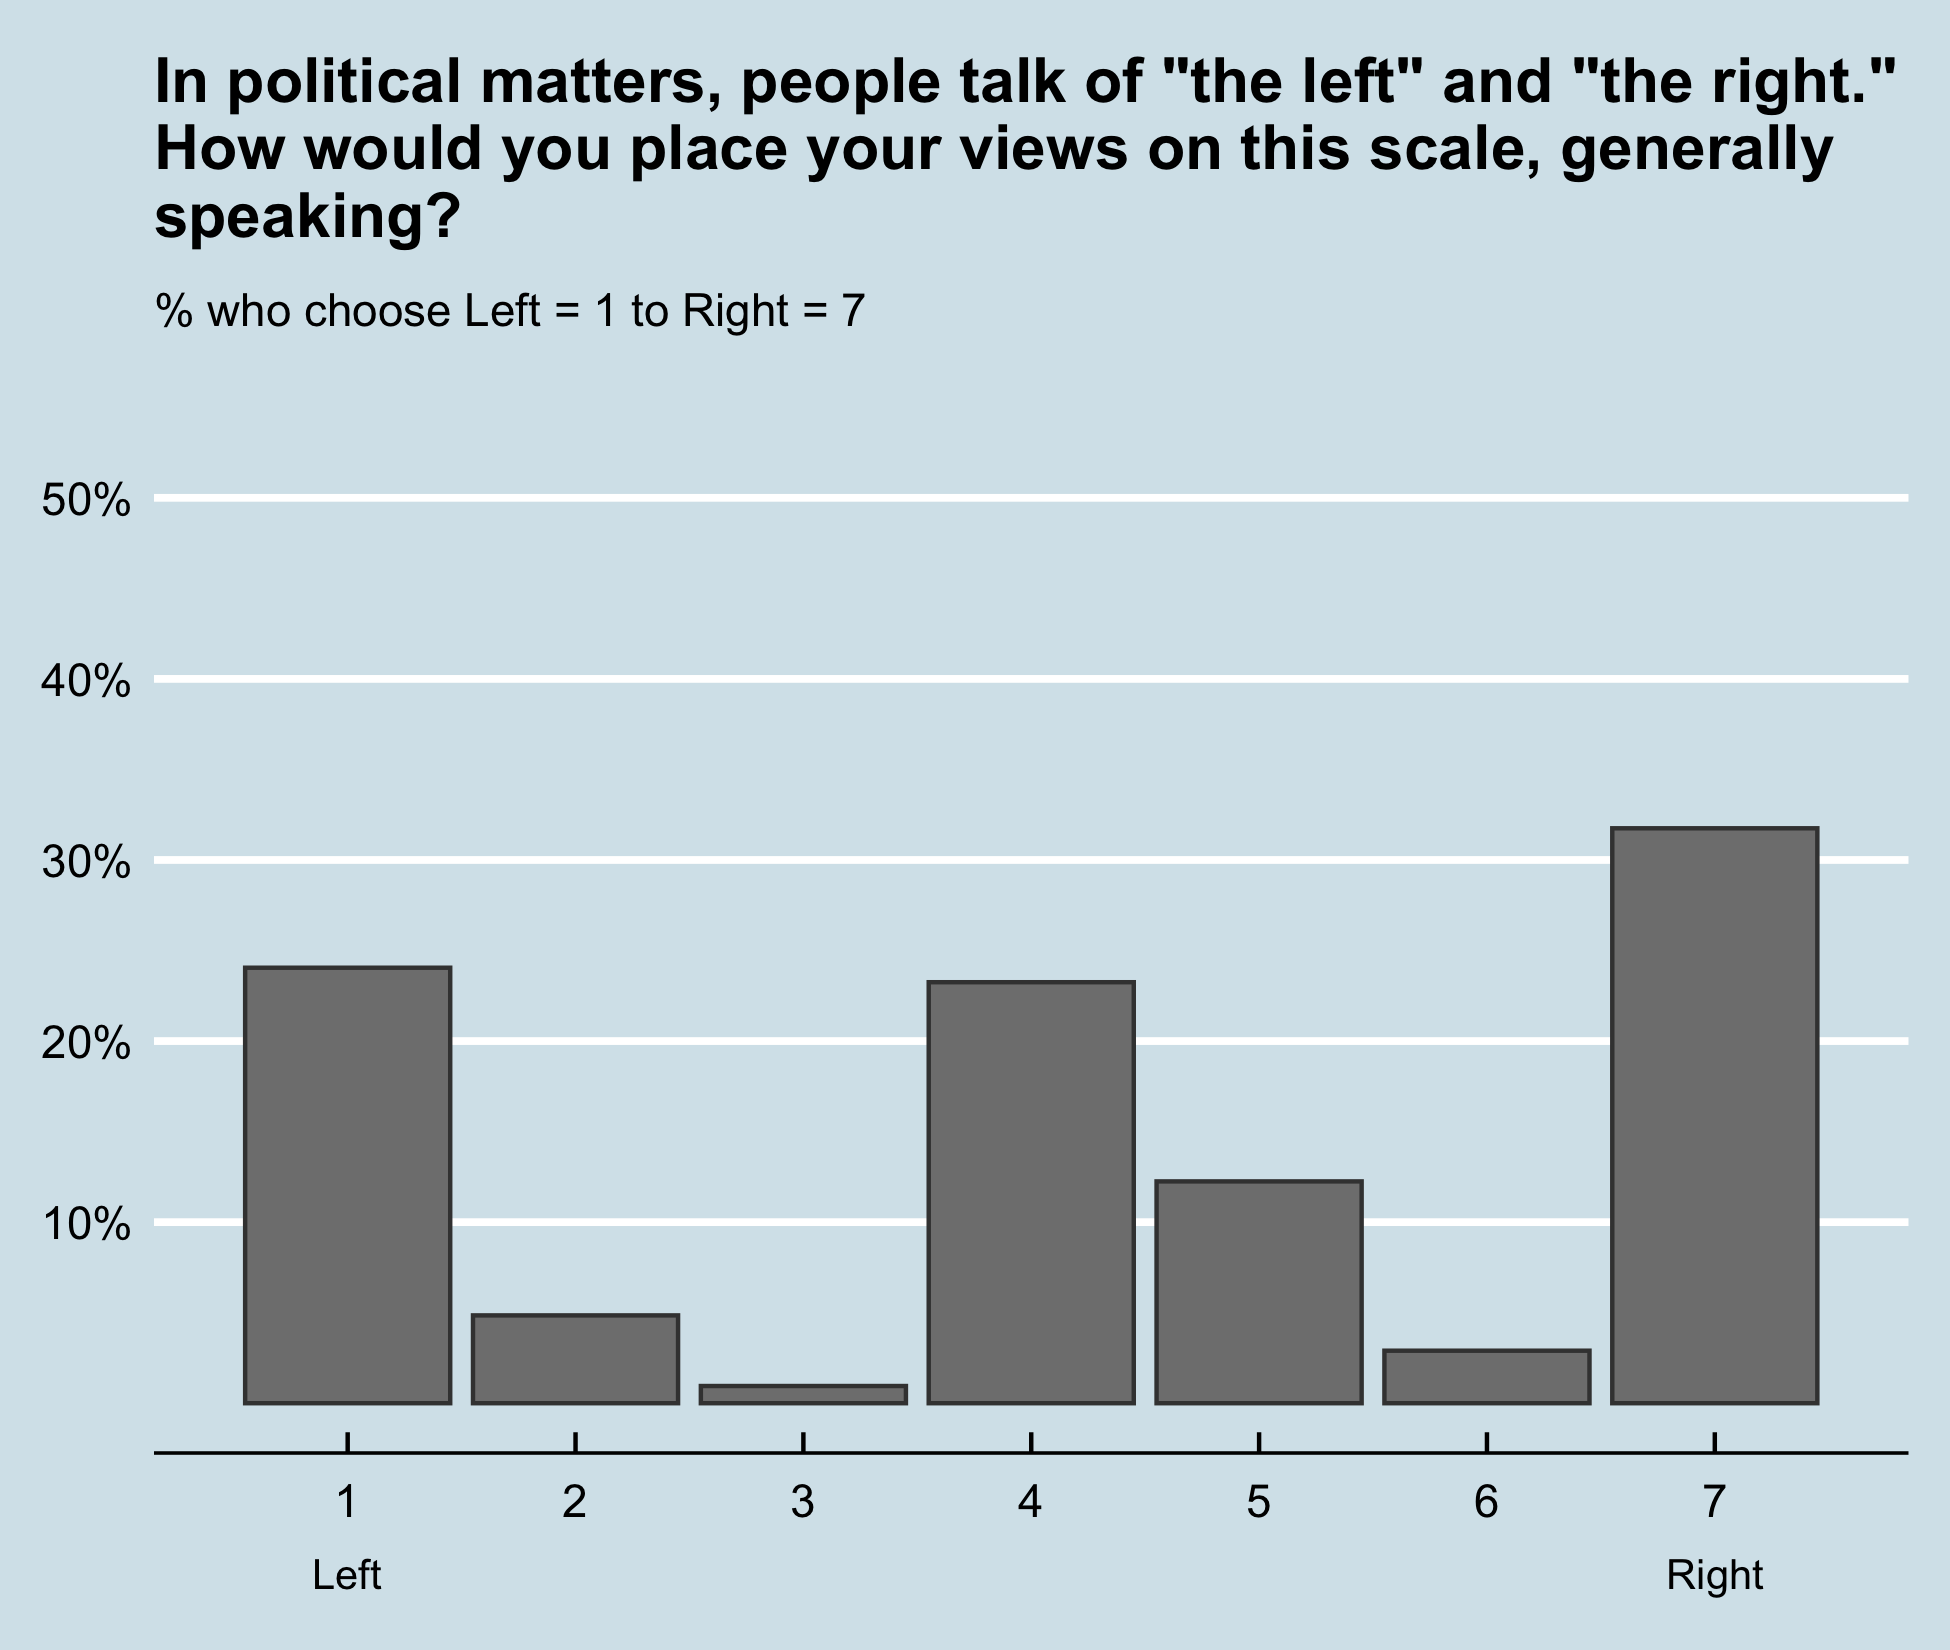 In political matters, people talk of "the left" and "the right."
How would you place your views on this scale, generally
speaking?
% who choose Left = 1 to Right = 7
50%
40%
30%
20%
10%
1 2 3 4 5 6 7
Left Right